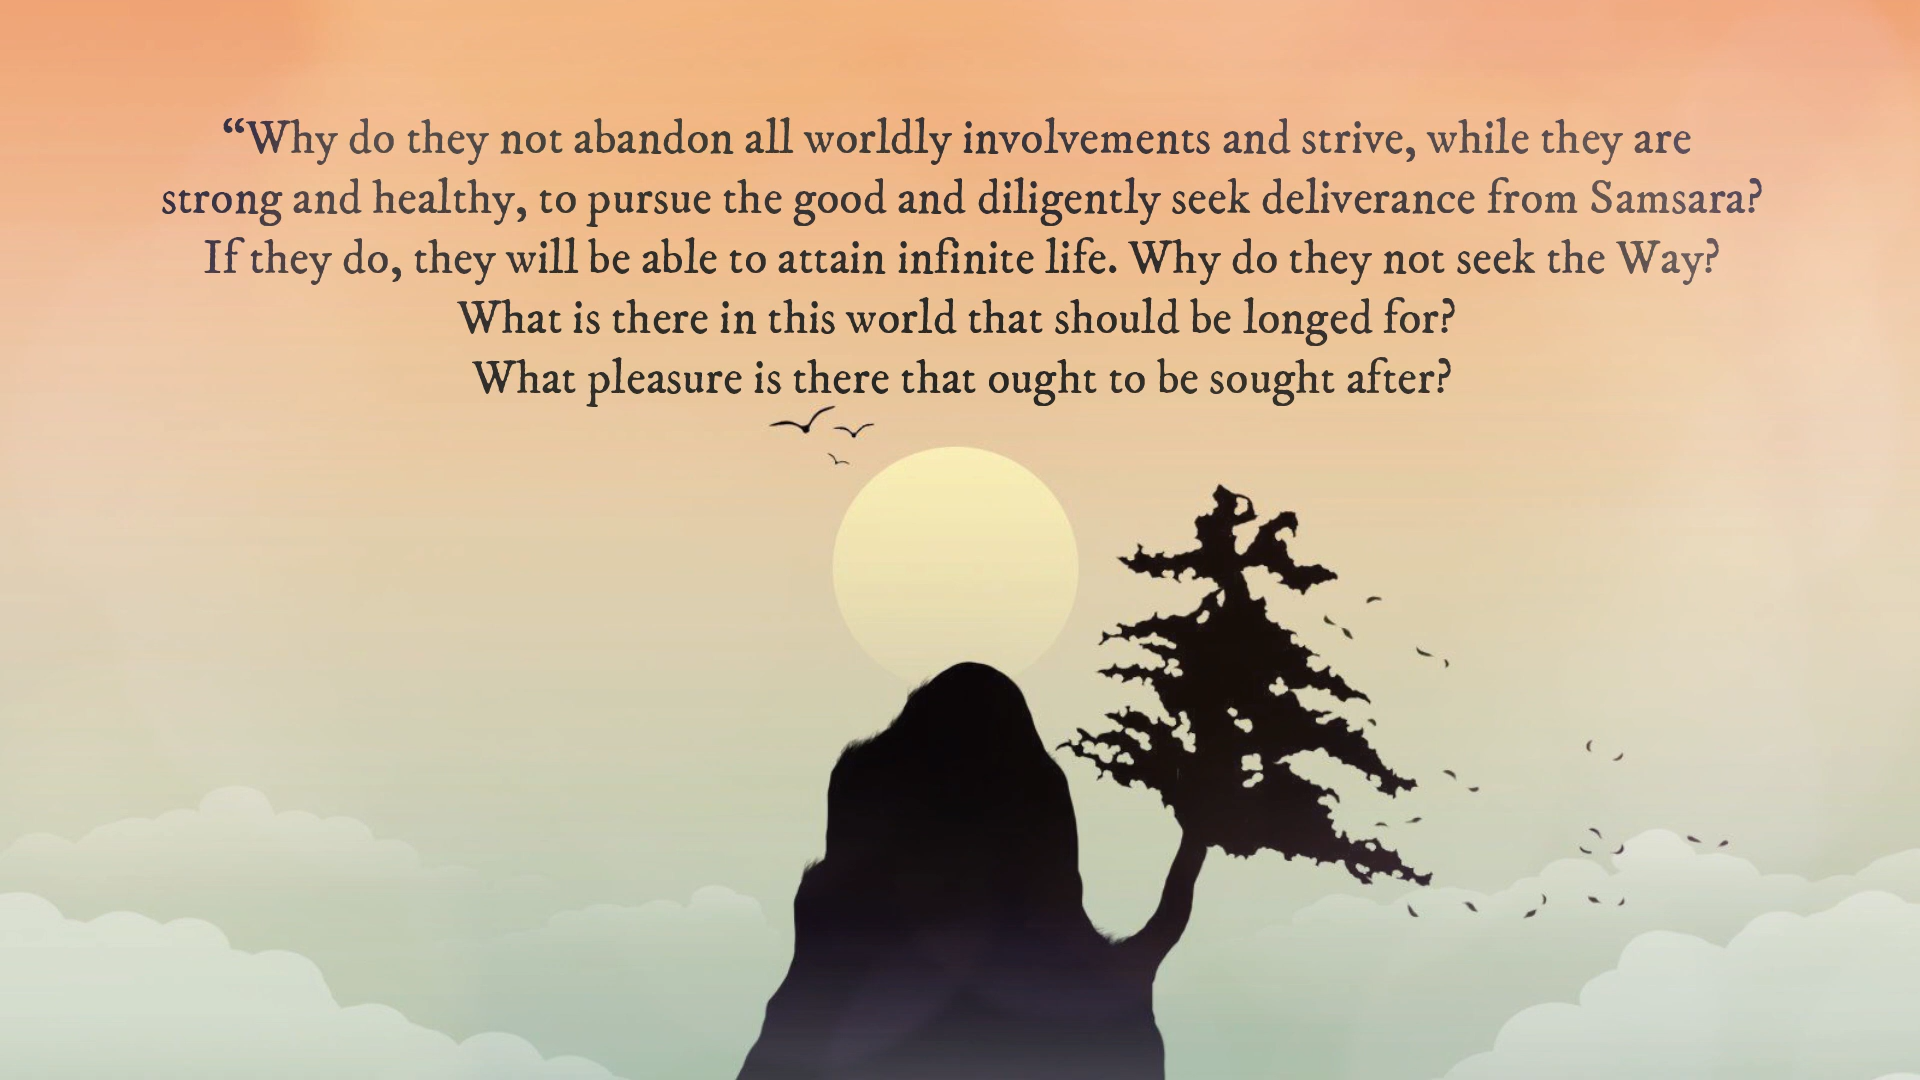 “Why do they not abandon all worldly involvements and strive, while they are
strong and healthy, to pursue the good and diligently seek deliverance from Samsara?
If they do, they will be able to attain infinite life. Why do they not seek the Way?
What is there in this world that should be longed for?
What pleasure is there that ought to be sought after?